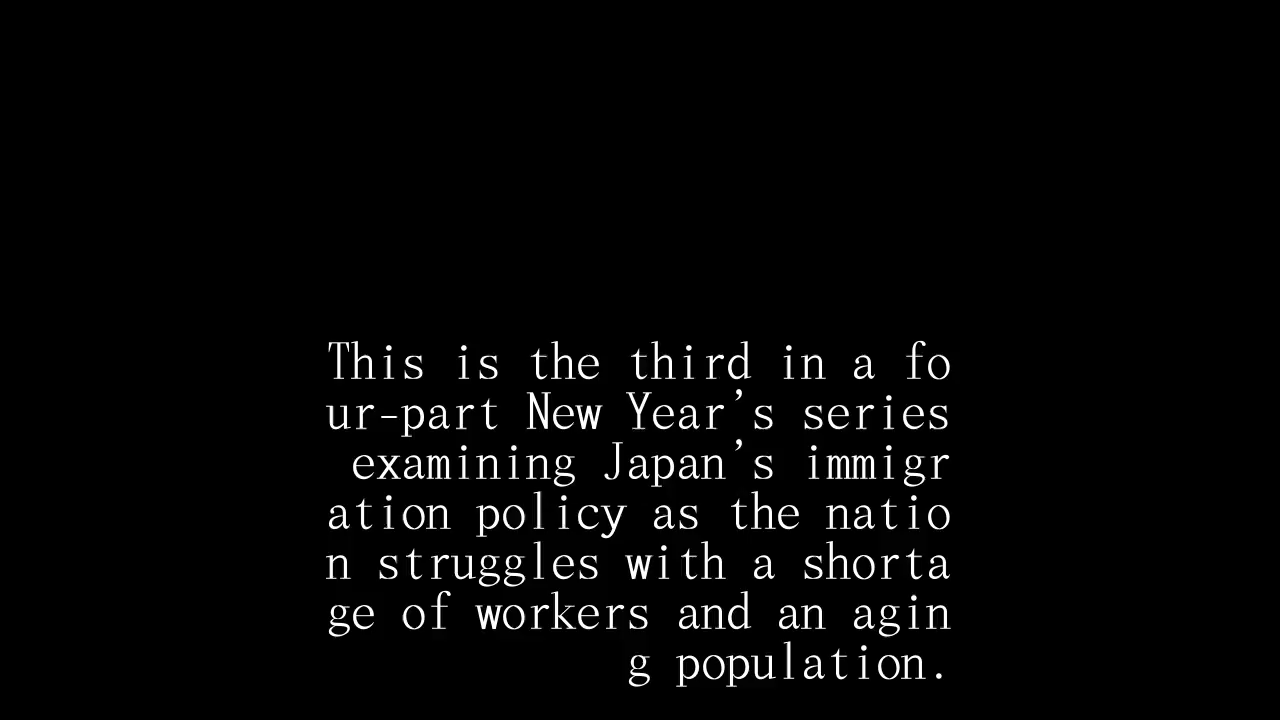 This is the third in a fo
ur-part New Year’s series
examining Japan’s immigr
ation policy as the natio
n struggles with a shorta
ge of workers and an agin
g population.